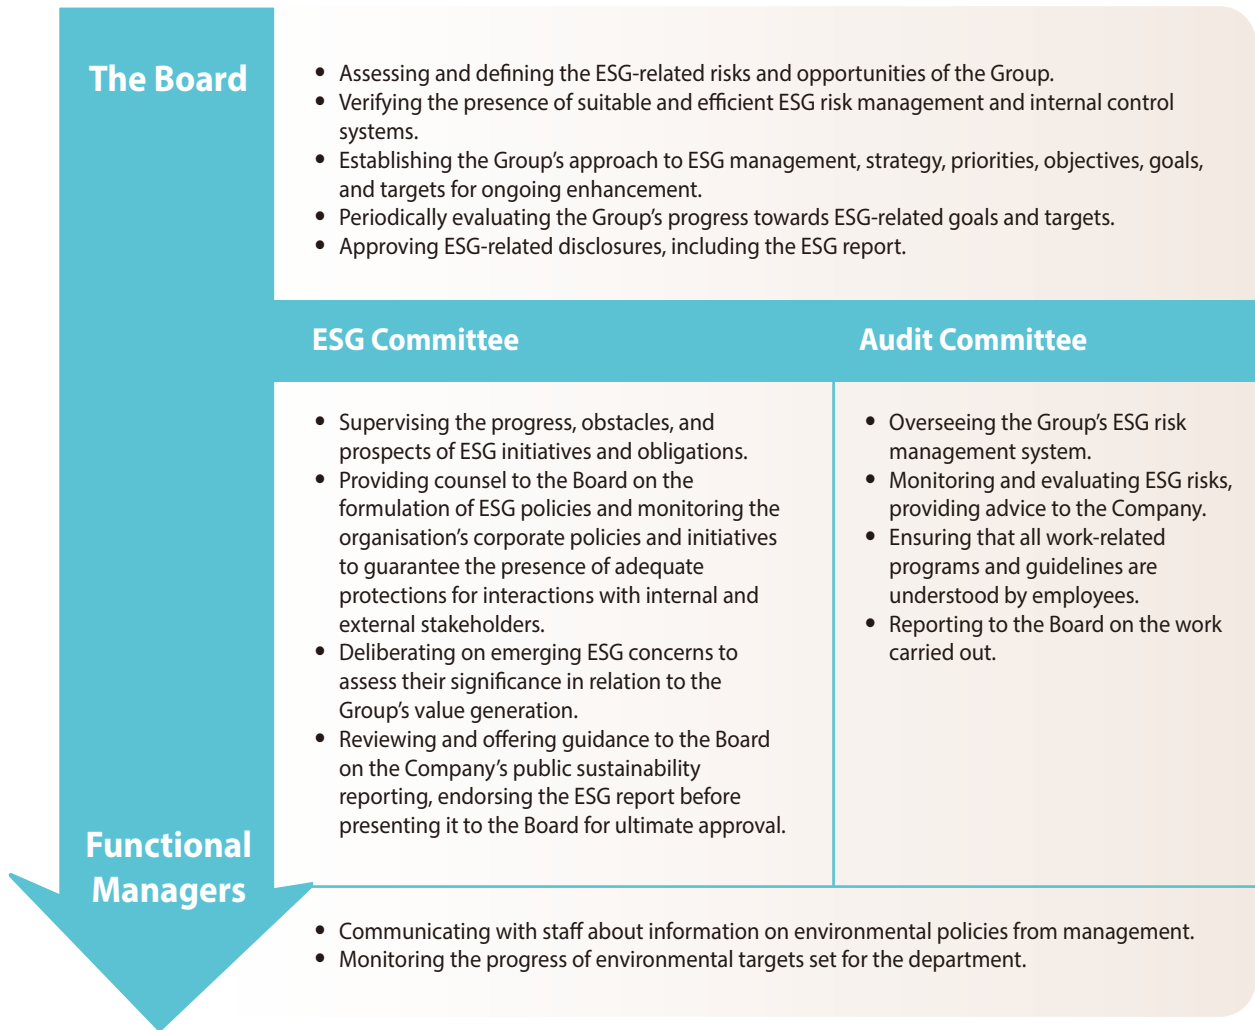 The Board
• Assessing and defining the ESG-related risks and opportunities of the Group.
• Verifying the presence of suitable and efficient ESG risk management and internal control
systems.
• Establishing the Group’s approach to ESG management, strategy, priorities, objectives, goals,
and targets for ongoing enhancement.
• Periodically evaluating the Group’s progress towards ESG-related goals and targets.
• Approving ESG-related disclosures, including the ESG report.
ESG Committee
• Supervising the progress, obstacles, and
prospects of ESG initiatives and obligations.
• Providing counsel to the Board on the
formulation of ESG policies and monitoring the
organisation’s corporate policies and initiatives
to guarantee the presence of adequate
protections for interactions with internal and
external stakeholders.
• Deliberating on emerging ESG concerns to
assess their significance in relation to the
Group’s value generation.
• Reviewing and offering guidance to the Board
on the Company’s public sustainability
reporting, endorsing the ESG report before
presenting it to the Board for ultimate approval.
Audit Committee
• Overseeing the Group’s ESG risk
management system.
• Monitoring and evaluating ESG risks,
providing advice to the Company.
• Ensuring that all work-related
programs and guidelines are
understood by employees.
• Reporting to the Board on the work
carried out.
Functional
Managers
• Communicating with staff about information on environmental policies from management.
• Monitoring the progress of environmental targets set for the department.